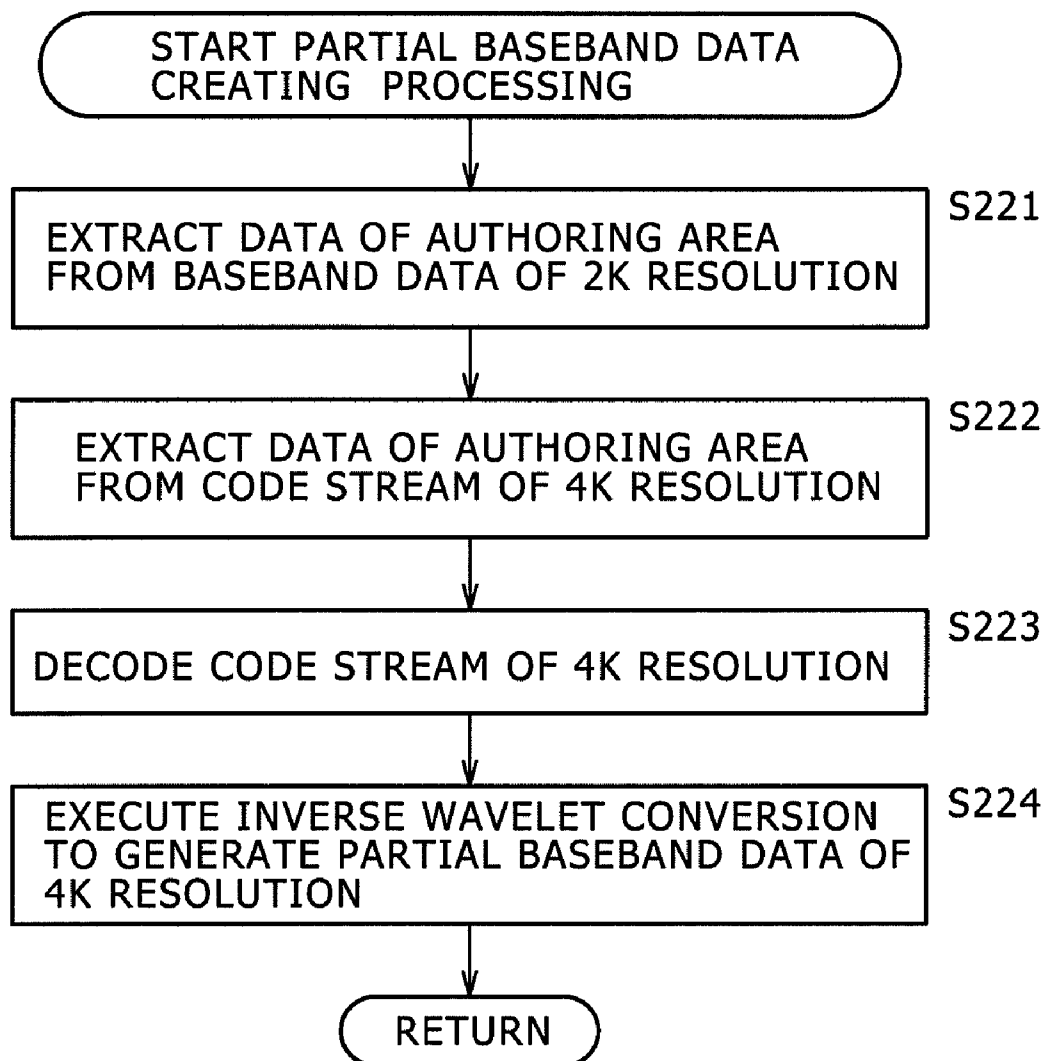 START PARTIAL BASEBAND DATA
CREATING PROCESSING
S221
EXTRACT DATA OF AUTHORING AREA
FROM BASEBAND DATA OF 2K RESOLUTION
S222
EXTRACT DATA OF AUTHORING AREA
FROM CODE STREAM OF 4K RESOLUTION
S223
DECODE CODE STREAM OF 4K RESOLUTION
S224
EXECUTE INVERSE WAVELET CONVERSION
TO GENERATE PARTIAL BASEBAND DATA OF
4K RESOLUTION
RETURN